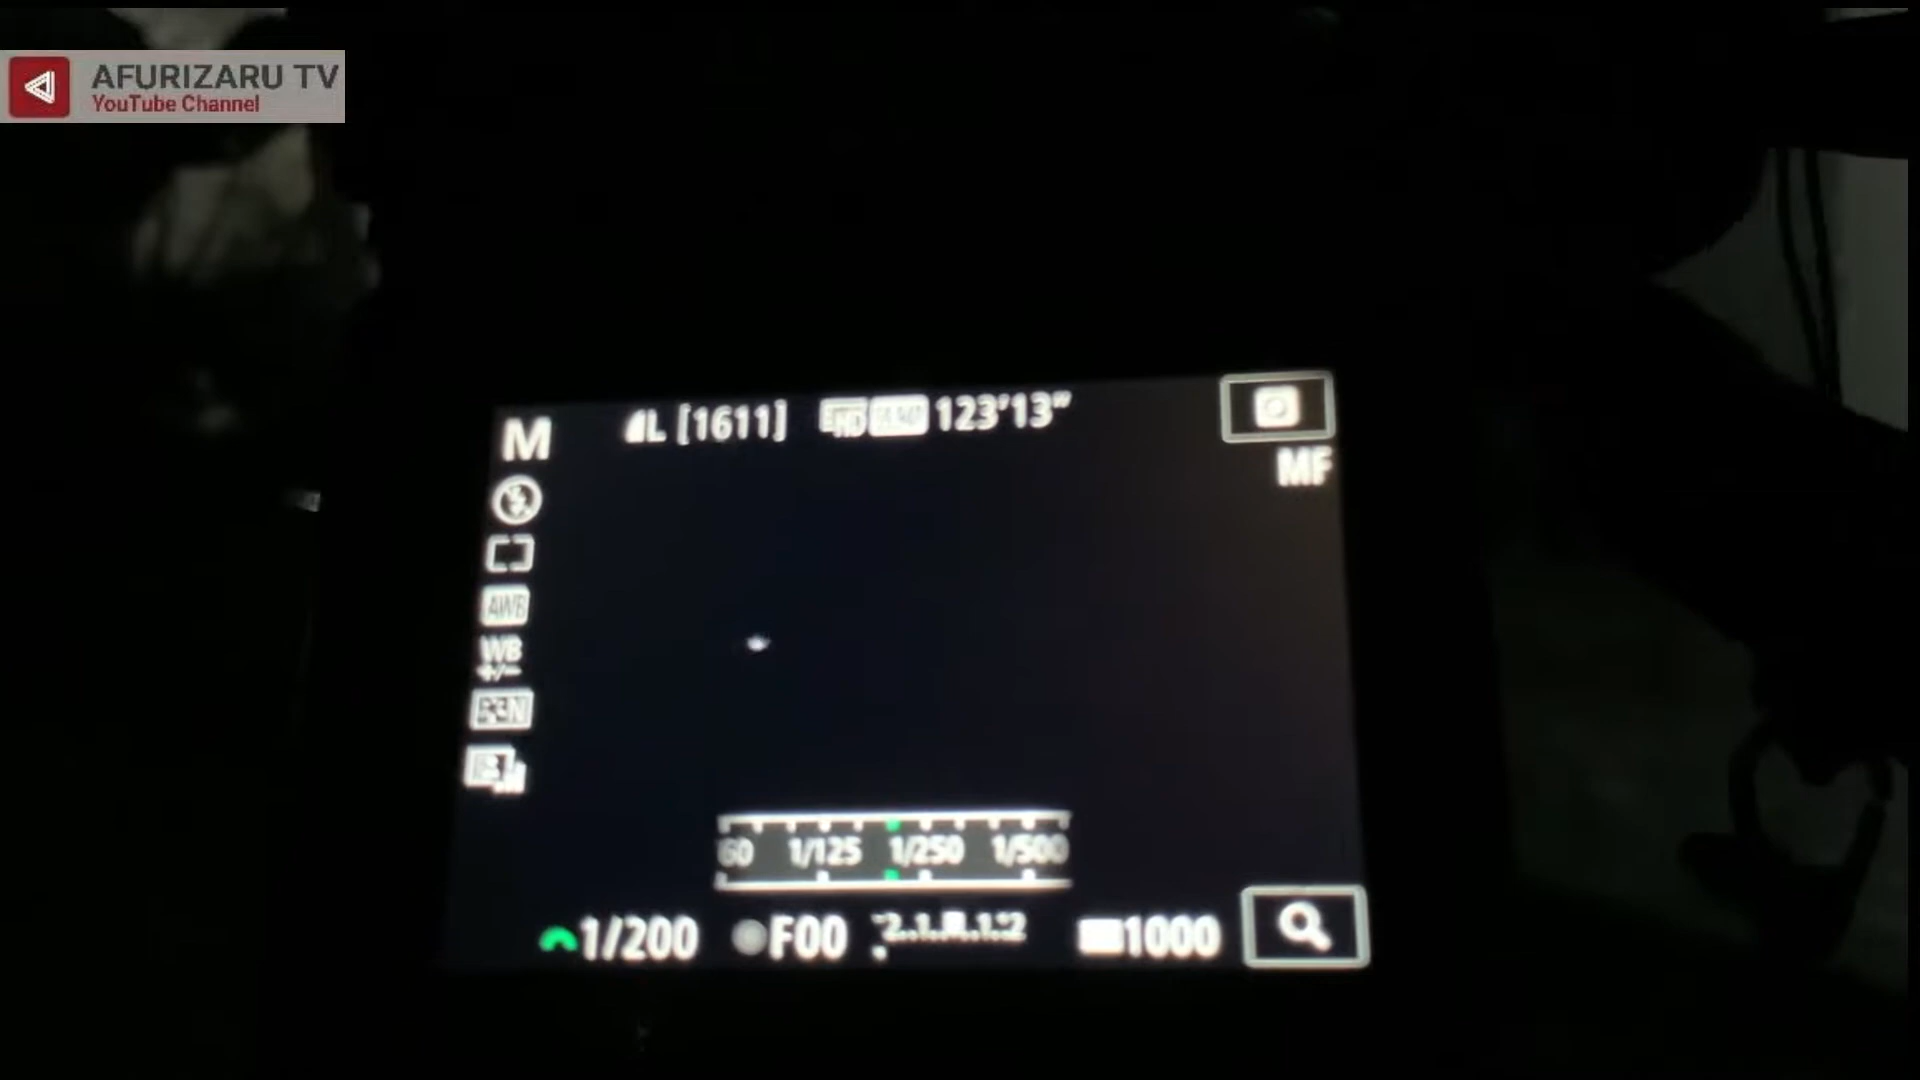 AFURIZARU TV
YouTube Channel
M
L [1611] 123'13"
MF
AWB
WB
+/-
60 1/125 1/250 1/500
1/200 F00 1000